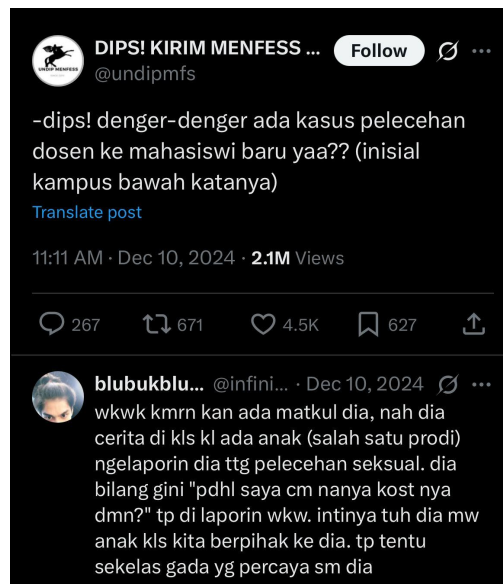 DIPS! KIRIM MENFESS ...
Follow
@undipmfs
UNDIP MENFESS
-dips! denger-denger ada kasus pelecehan
dosen ke mahasiswi baru yaa?? (inisial
kampus bawah katanya)
Translate post
11:11 AM · Dec 10, 2024 · 2.1M Views
267 671 4.5K 627
blubukblu... @infini... · Dec 10, 2024
wkwk kmrn kan ada matkul dia, nah dia
cerita di kls kl ada anak (salah satu prodi)
ngelaporin dia ttg pelecehan seksual. dia
bilang gini "pdhl saya cm nanya kost nya
dmn?" tp di laporin wkw. intinya tuh dia mw
anak kls kita berpihak ke dia. tp tentu
sekelas gada yg percaya sm dia